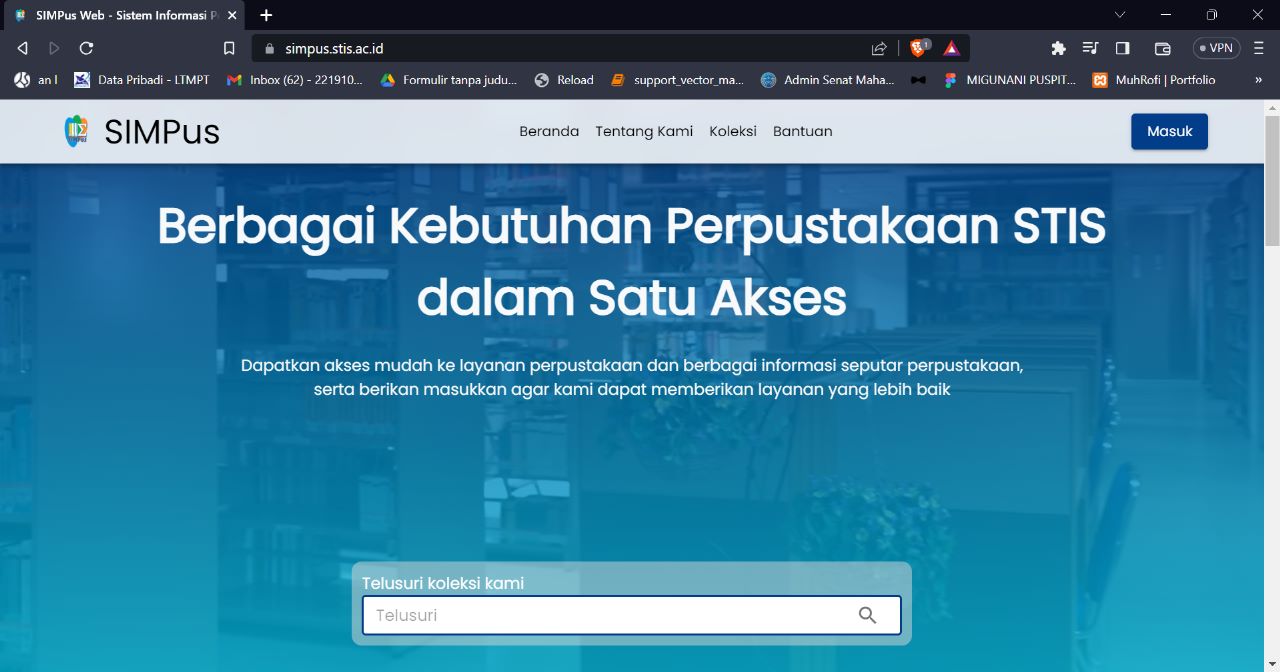 SIMPus Web - Sistem Informasi P
simpus.stis.ac.id
1
VPN
an l
Data Pribadi - LTMPT
Inbox (62) - 221910...
Formulir tanpa judu...
Reload
support_vector_ma...
Admin Senat Maha...
MIGUNANI PUSPIT...
MuhRofi | Portfolio
»
SIMPus
Beranda
Tentang Kami
Koleksi
Bantuan
Masuk
Berbagai Kebutuhan Perpustakaan STIS
dalam Satu Akses
Dapatkan akses mudah ke layanan perpustakaan dan berbagai informasi seputar perpustakaan,
serta berikan masukkan agar kami dapat memberikan layanan yang lebih baik
Telusuri koleksi kami
Telusuri